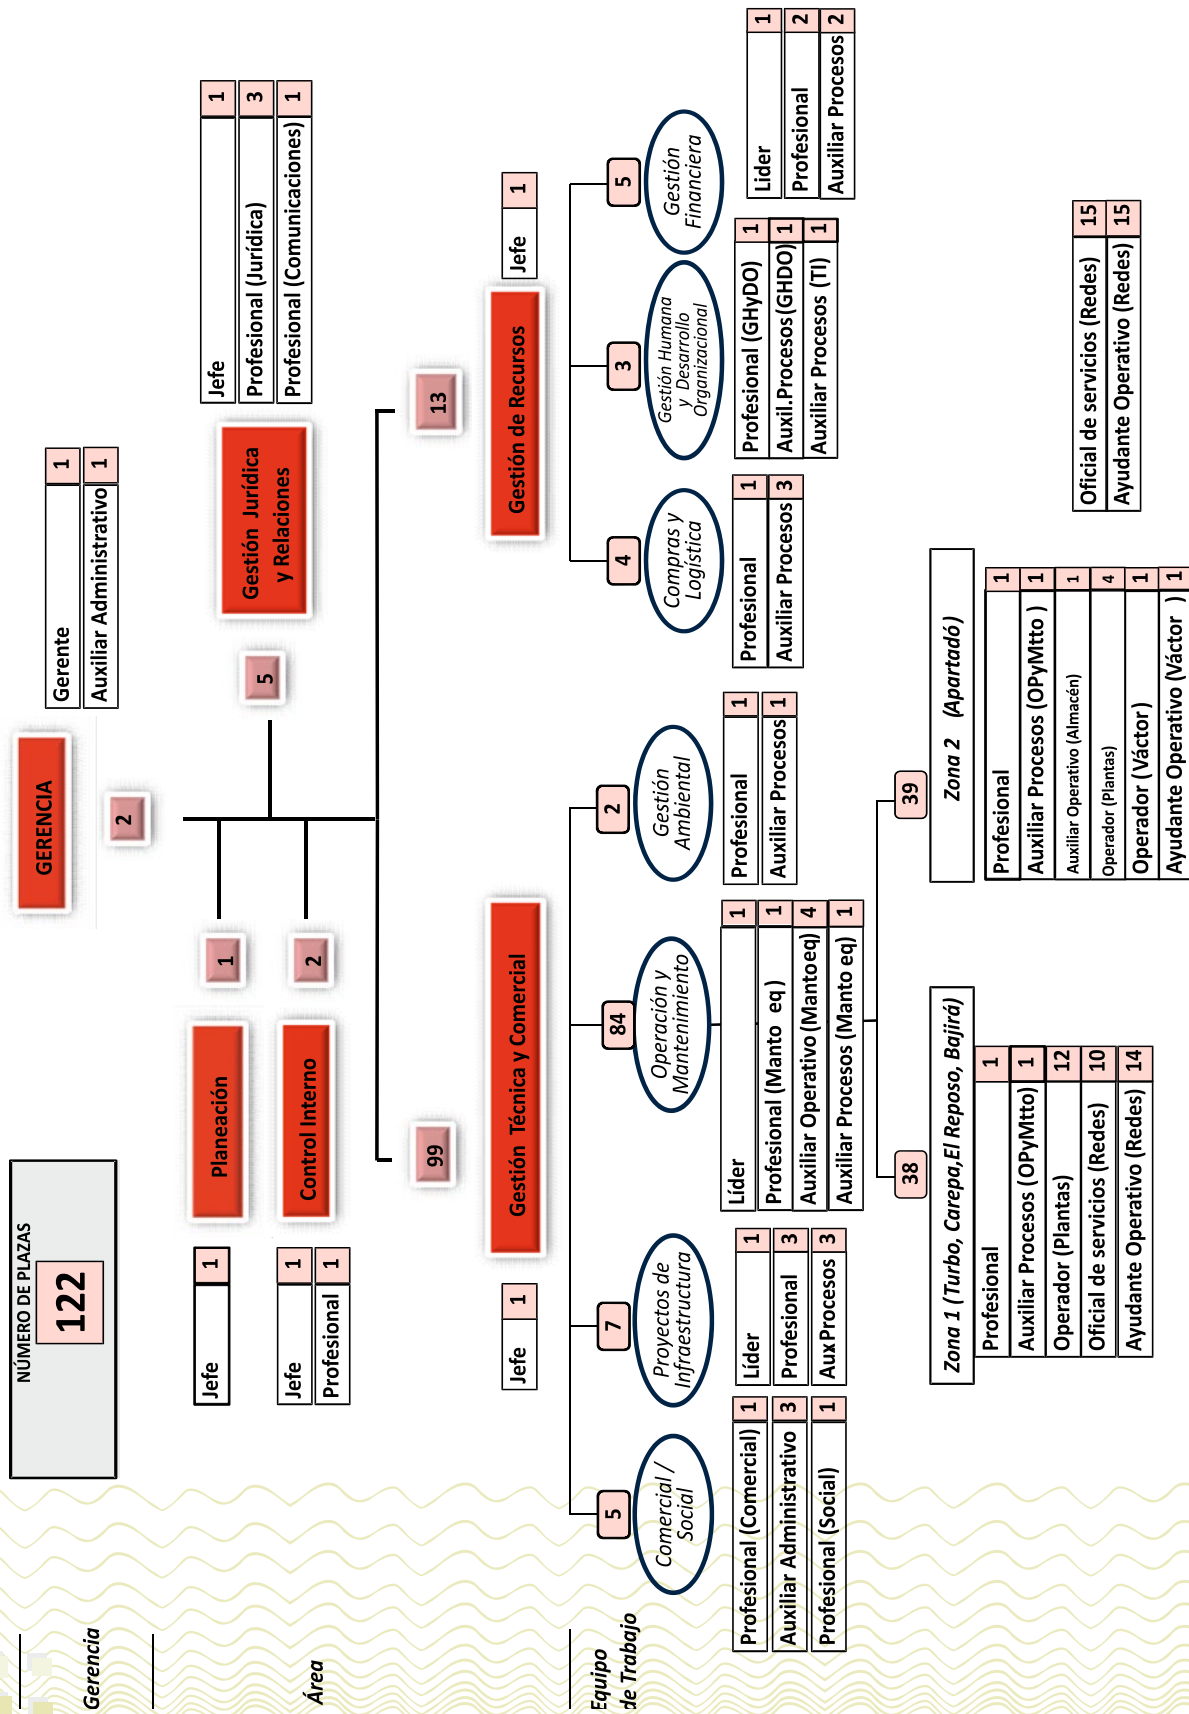 NÚMERO DE PLAZAS
122
GERENCIA
2
Gerente 1
Auxiliar Administrativo 1
Gerencia
Jefe 1
Planeación
1
Jefe 1
Profesional 1
Control Interno
2
5
Gestión Jurídica
y Relaciones
Jefe 1
Profesional (Jurídica) 3
Profesional (Comunicaciones) 1
Área
99
13
Jefe 1
Gestión Técnica y Comercial
Gestión de Recursos
Jefe 1
Equipo
de Trabajo
5
Comercial /
Social
Profesional (Comercial) 1
Auxiliar Administrativo 3
Profesional (Social) 1
7
Proyectos de
Infraestructura
Líder 1
Profesional 3
Aux Procesos 3
84
Operación y
Mantenimiento
Líder 1
Profesional (Manto eq ) 1
Auxiliar Operativo (Manto eq) 4
Auxiliar Procesos (Manto eq) 1
2
Gestión
Ambiental
Profesional 1
Auxiliar Procesos 1
4
Compras y
Logística
Profesional 1
Auxiliar Procesos 3
3
Gestión Humana
y Desarrollo
Organizacional
Profesional (GHyDO) 1
Auxil.Procesos (GHDO) 1
Auxiliar Procesos (TI) 1
5
Gestión
Financiera
Lider 1
Profesional 2
Auxiliar Procesos 2
38
Zona 1 (Turbo, Carepa,El Reposo, Bajirá)
Profesional 1
Auxiliar Procesos (OPyMtto) 1
Operador (Plantas) 12
Oficial de servicios (Redes) 10
Ayudante Operativo (Redes) 14
39
Zona 2 (Apartadó)
Profesional 1
Auxiliar Procesos (OPyMtto ) 1
Auxiliar Operativo (Almacén) 1
Operador (Plantas) 4
Operador (Váctor ) 1
Ayudante Operativo (Váctor ) 1
Oficial de servicios (Redes) 15
Ayudante Operativo (Redes) 15